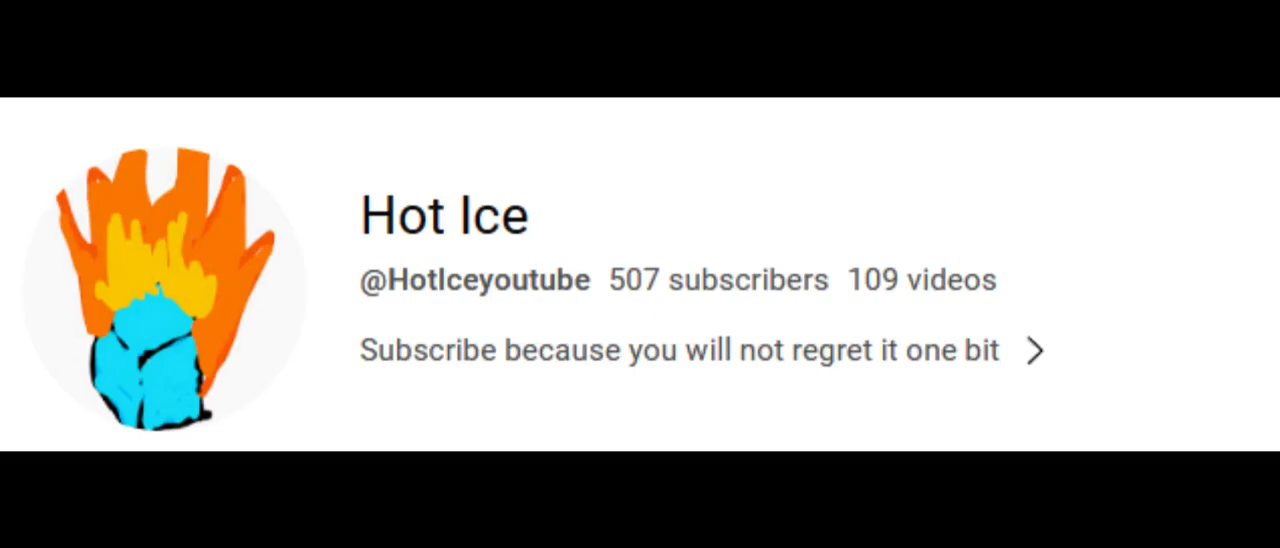 Hot Ice
@HotIceyoutube 507 subscribers 109 videos
Subscribe because you will not regret it one bit